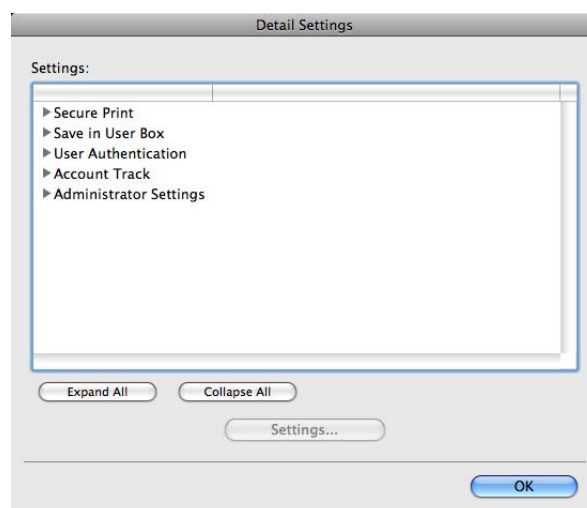 Detail Settings
Settings:
Secure Print
Save in User Box
User Authentication
Account Track
Administrator Settings
Expand All Collapse All
Settings...
OK